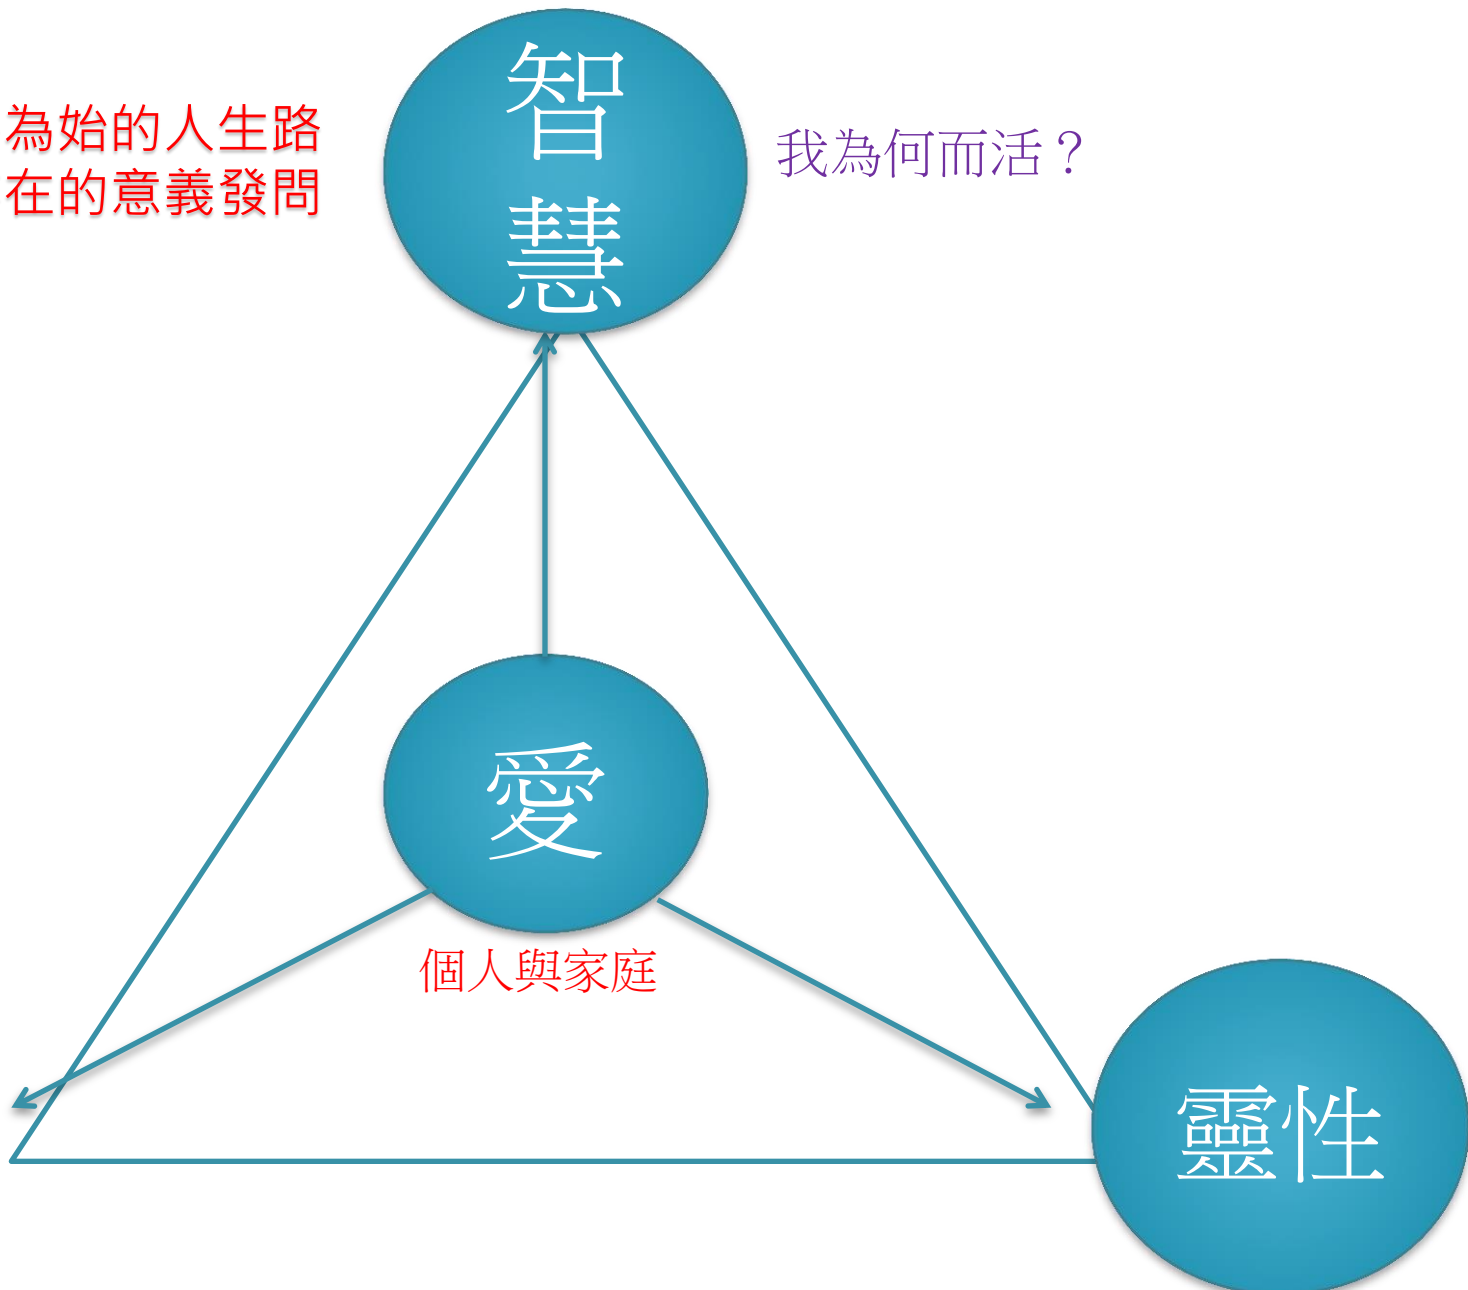 智
慧
為始的人生路
在的意義發問
我為何而活？
愛
個人與家庭
靈性